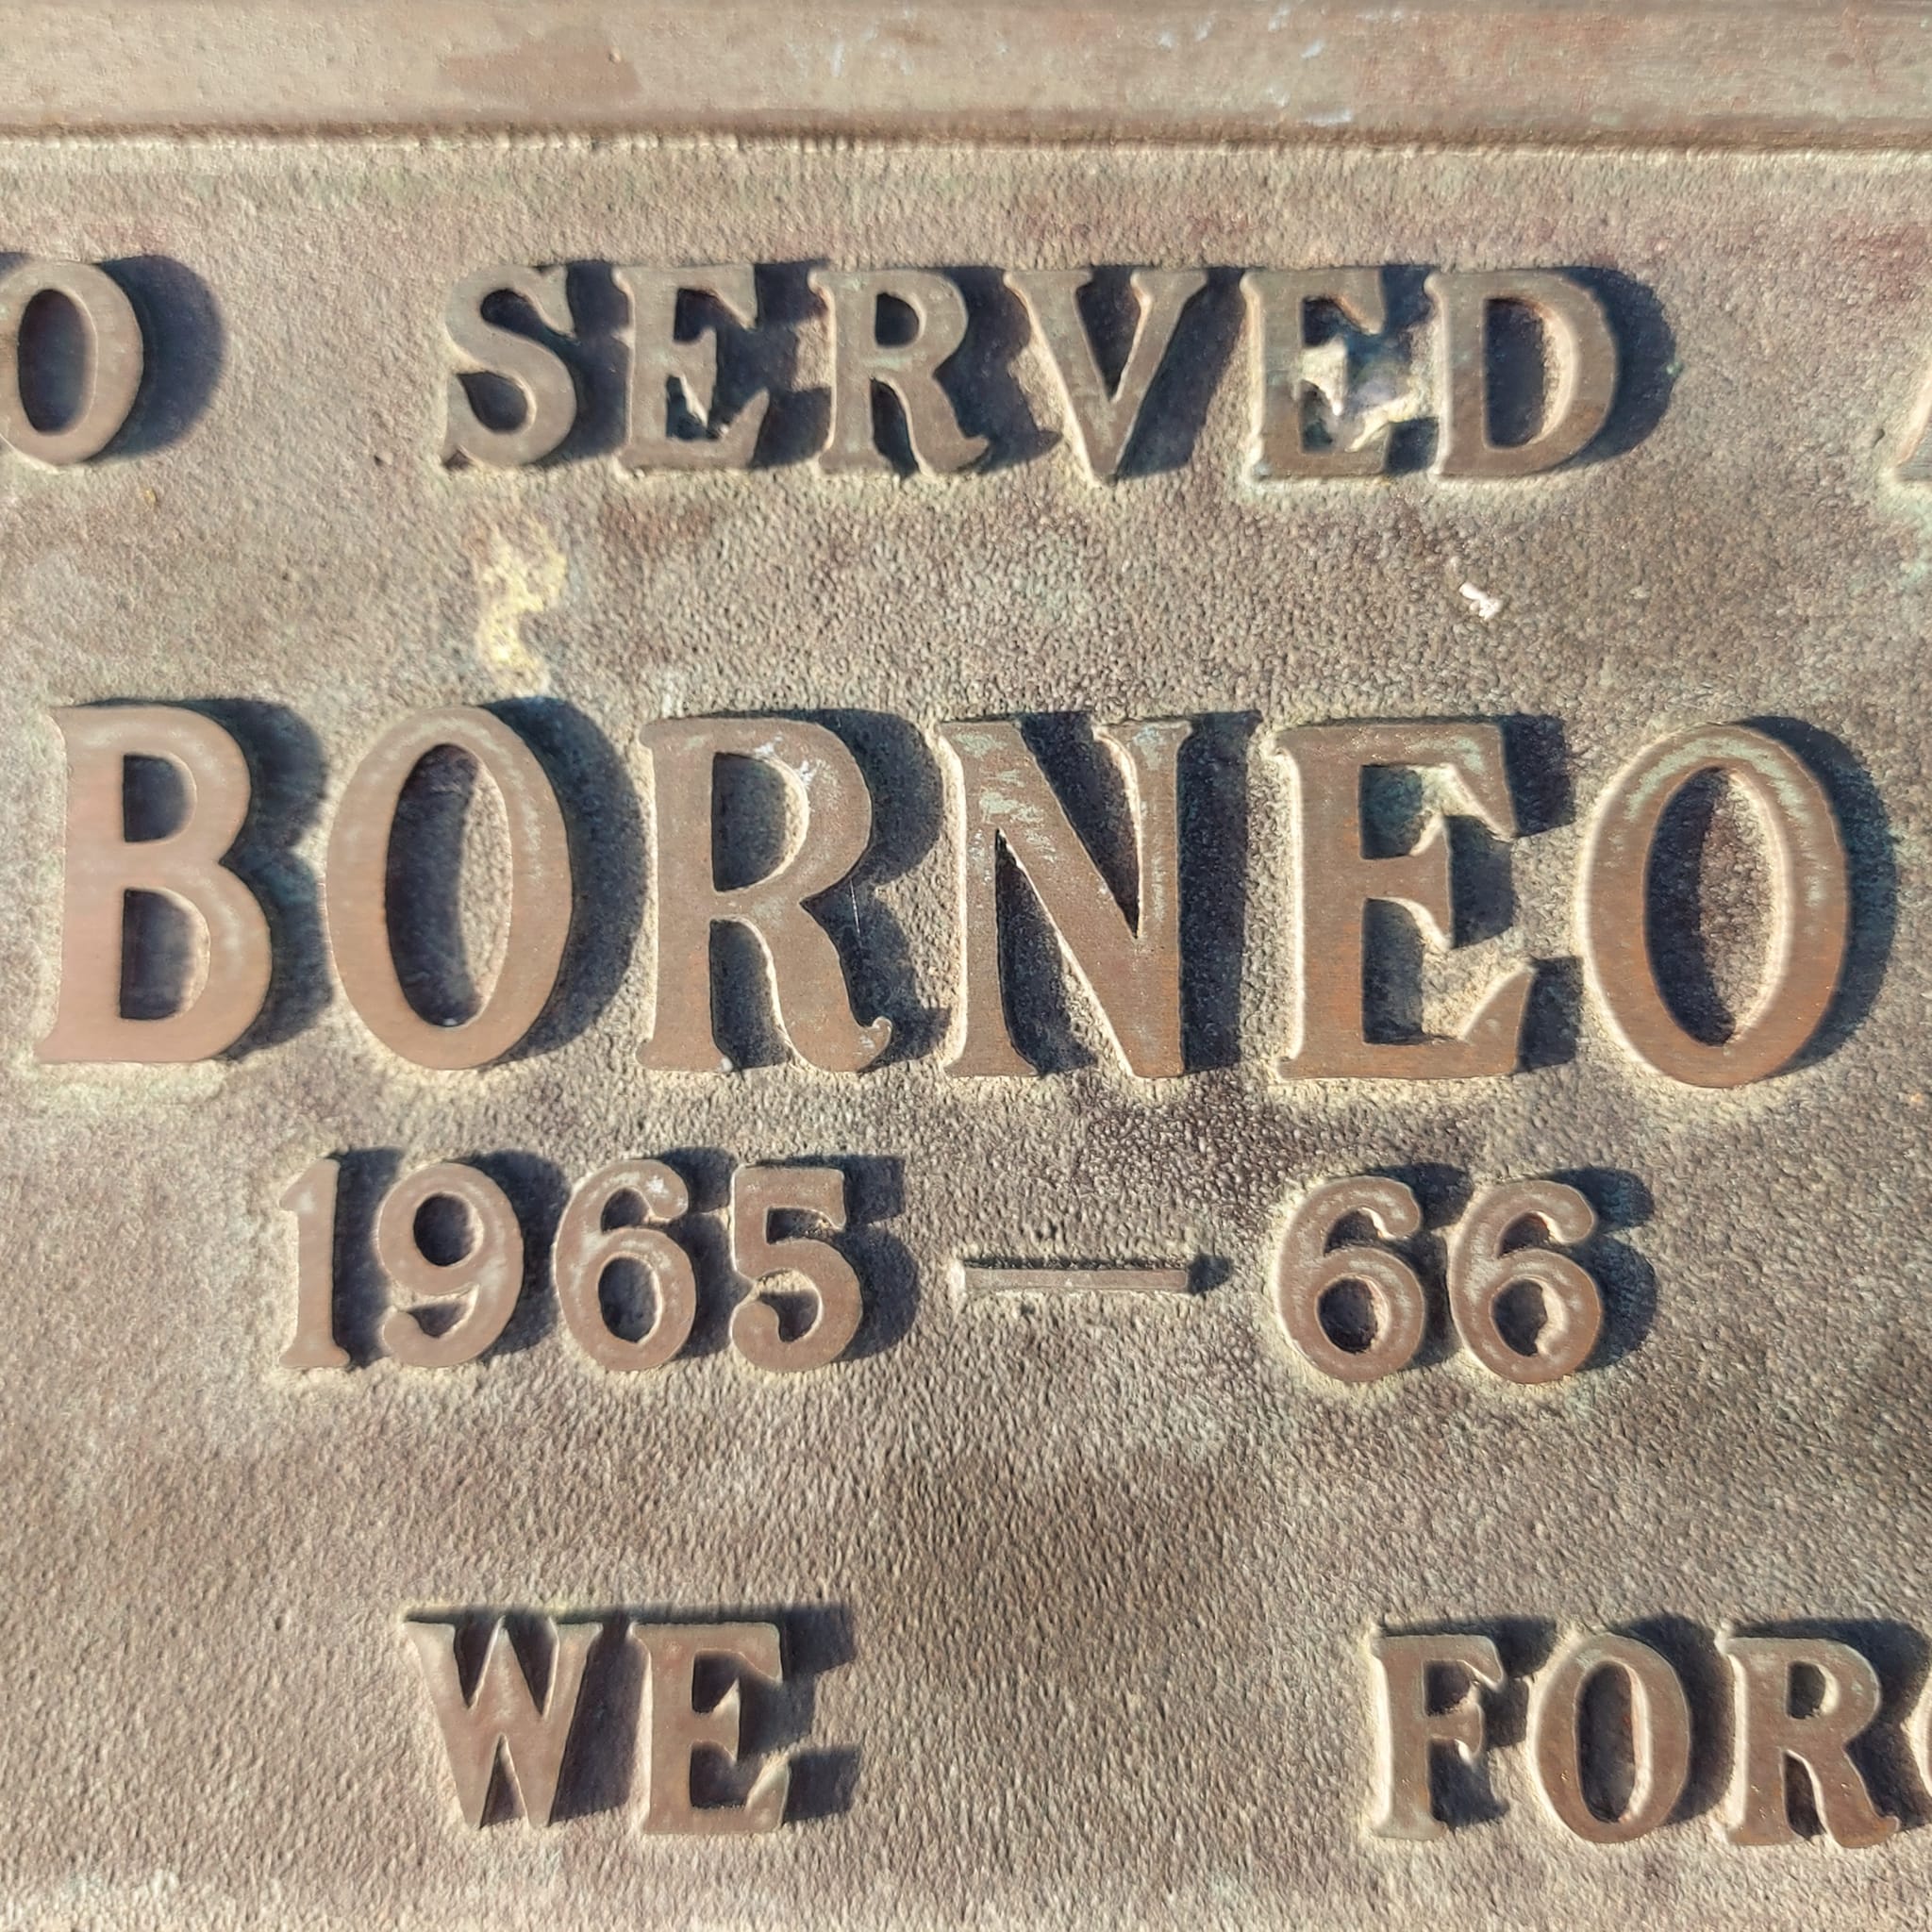 SERVED
BORNEO
1965 — 66
WE